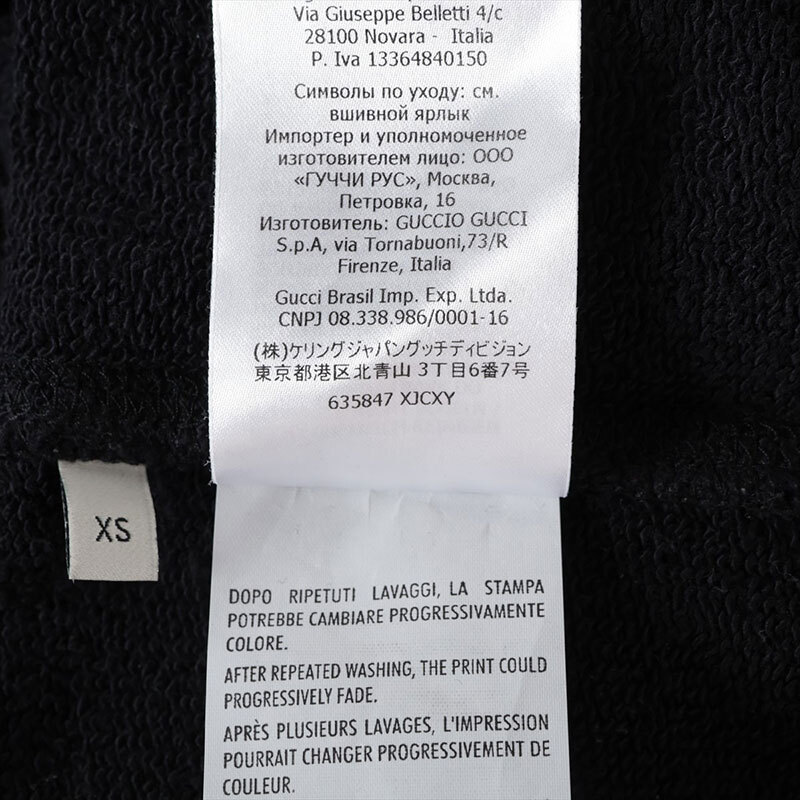 Via Giuseppe Belletti 4/c
28100 Novara - Italia
P. Iva 13364840150
Символы по уходу: см.
вшивной ярлык
Импортер и уполномоченное
изготовителем лицо: ООО
«ГУЧЧИ РУС», Москва,
Петровка, 16
Изготовитель: GUCCIO GUCCI
S.p.A, via Tornabuoni,73/R
Firenze, Italia
Gucci Brasil Imp. Exp. Ltda.
CNPJ 08.338.986/0001-16
(株)ケリングジャパングッチディビジョン
東京都港区北青山 3丁目6番7号
635847 XJCXY
XS
DOPO RIPETUTI LAVAGGI, LA STAMPA
POTREBBE CAMBIARE PROGRESSIVAMENTE
COLORE.
AFTER REPEATED WASHING, THE PRINT COULD
PROGRESSIVELY FADE.
APRÈS PLUSIEURS LAVAGES, L'IMPRESSION
POURRAIT CHANGER PROGRESSIVEMENT DE
COULEUR.